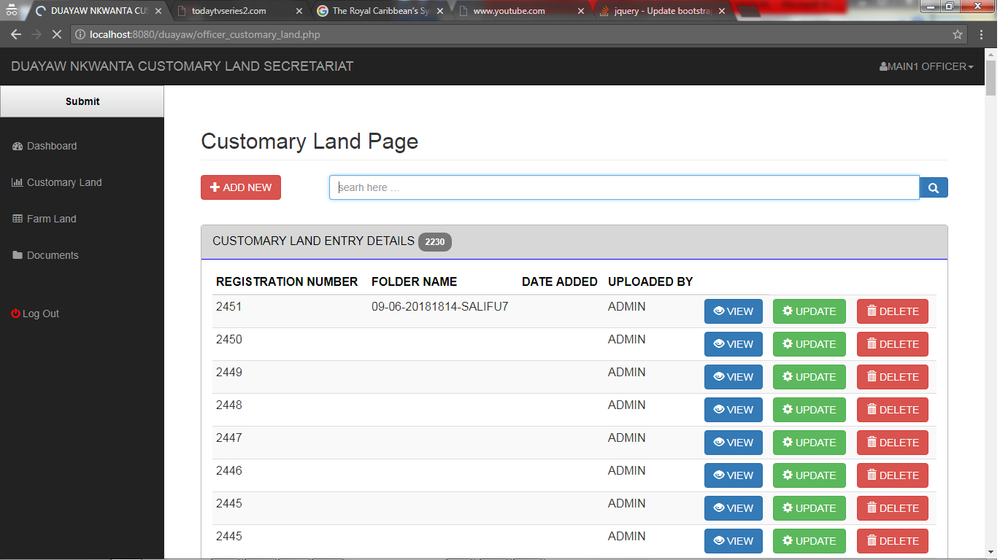 DUAYAW NKWANTA CUS
todaytvseries2.com
The Royal Caribbean's Sy
www.youtube.com
jquery - Update bootstra
localhost:8080/duayaw/officer_customary_land.php
DUAYAW NKWANTA CUSTOMARY LAND SECRETARIAT
MAIN1 OFFICER
Submit
Dashboard
Customary Land
Farm Land
Documents
Log Out
Customary Land Page
ADD NEW
searh here ...
CUSTOMARY LAND ENTRY DETAILS 2230
REGISTRATION NUMBER FOLDER NAME DATE ADDED UPLOADED BY
2451 09-06-20181814-SALIFU7 ADMIN VIEW UPDATE DELETE
2450 ADMIN VIEW UPDATE DELETE
2449 ADMIN VIEW UPDATE DELETE
2448 ADMIN VIEW UPDATE DELETE
2447 ADMIN VIEW UPDATE DELETE
2446 ADMIN VIEW UPDATE DELETE
2445 ADMIN VIEW UPDATE DELETE
2445 ADMIN VIEW UPDATE DELETE